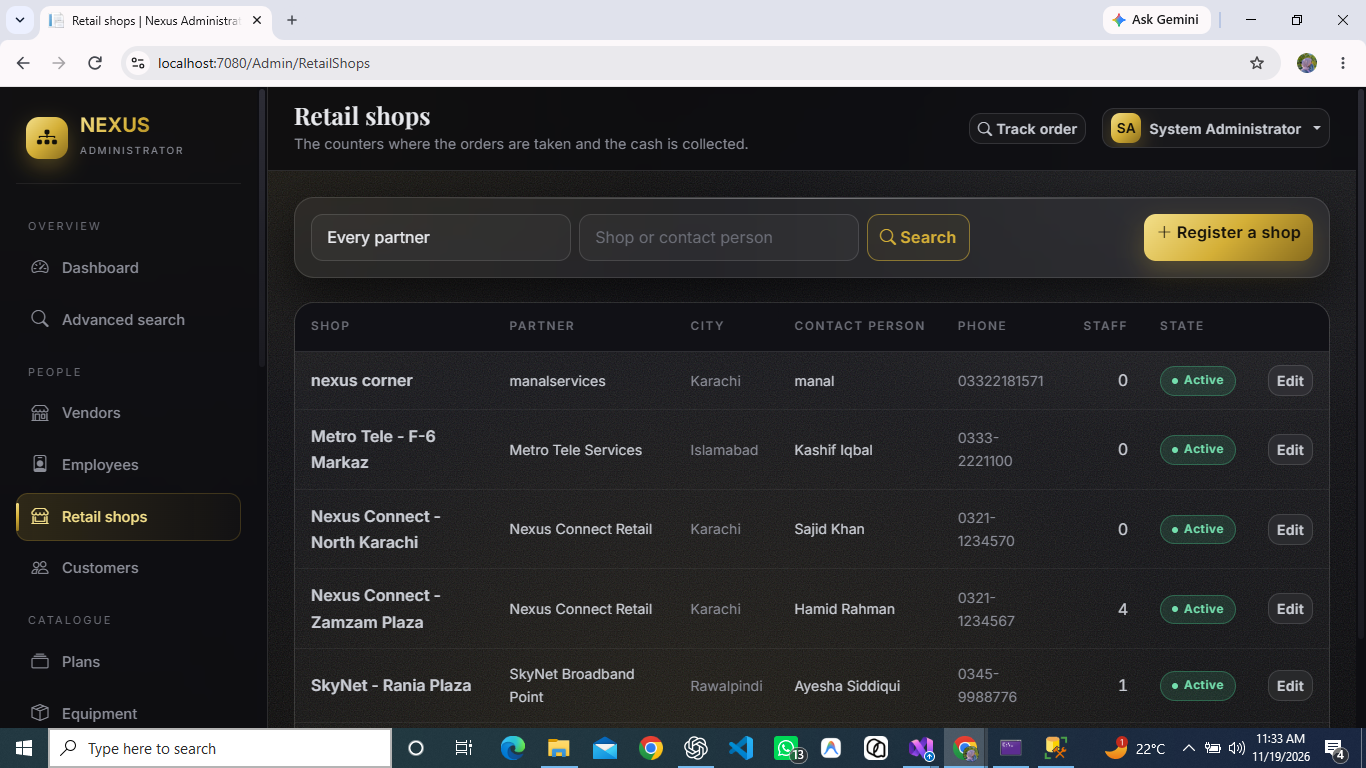 Retail shops | Nexus Administrat
Ask Gemini
localhost:7080/Admin/RetailShops
NEXUS
ADMINISTRATOR
Retail shops
The counters where the orders are taken and the cash is collected.
Track order
SA System Administrator
OVERVIEW
Dashboard
Advanced search
PEOPLE
Vendors
Employees
Retail shops
Customers
CATALOGUE
Plans
Equipment
Every partner
Shop or contact person
Search
+ Register a shop
SHOP PARTNER CITY CONTACT PERSON PHONE STAFF STATE
nexus corner manalservices Karachi manal 03322181571 0 Active Edit
Metro Tele - F-6
Markaz
Metro Tele Services Islamabad Kashif Iqbal
0333-
2221100
0 Active Edit
Nexus Connect -
North Karachi
Nexus Connect Retail Karachi Sajid Khan
0321-
1234570
0 Active Edit
Nexus Connect -
Zamzam Plaza
Nexus Connect Retail Karachi Hamid Rahman
0321-
1234567
4 Active Edit
SkyNet - Rania Plaza
SkyNet Broadband
Point
Rawalpindi Ayesha Siddiqui
0345-
9988776
1 Active Edit
Type here to search
13
1
22°C
11:33 AM
11/19/2026
4